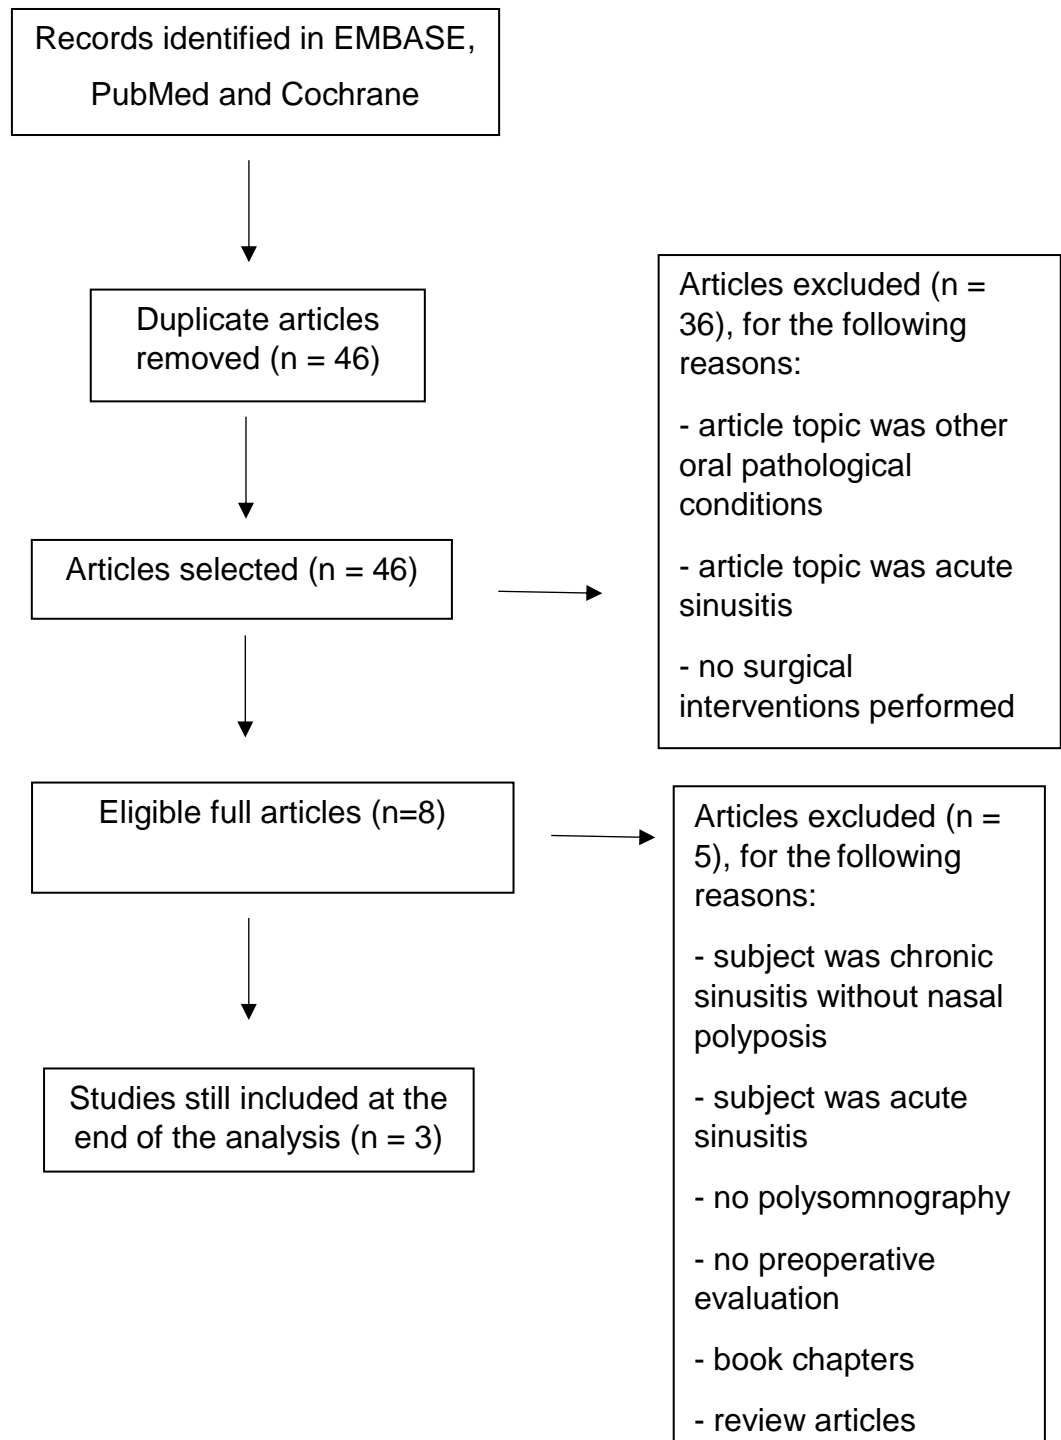 Records identified in EMBASE,
PubMed and Cochrane
Duplicate articles
removed (n = 46)
Articles selected (n = 46)
Articles excluded (n =
36), for the following
reasons:
- article topic was other
oral pathological
conditions
- article topic was acute
sinusitis
- no surgical
interventions performed
Eligible full articles (n=8)
Articles excluded (n =
5), for the following
reasons:
- subject was chronic
sinusitis without nasal
polyposis
- subject was acute
sinusitis
- no polysomnography
- no preoperative
evaluation
- book chapters
- review articles
Studies still included at the
end of the analysis (n = 3)